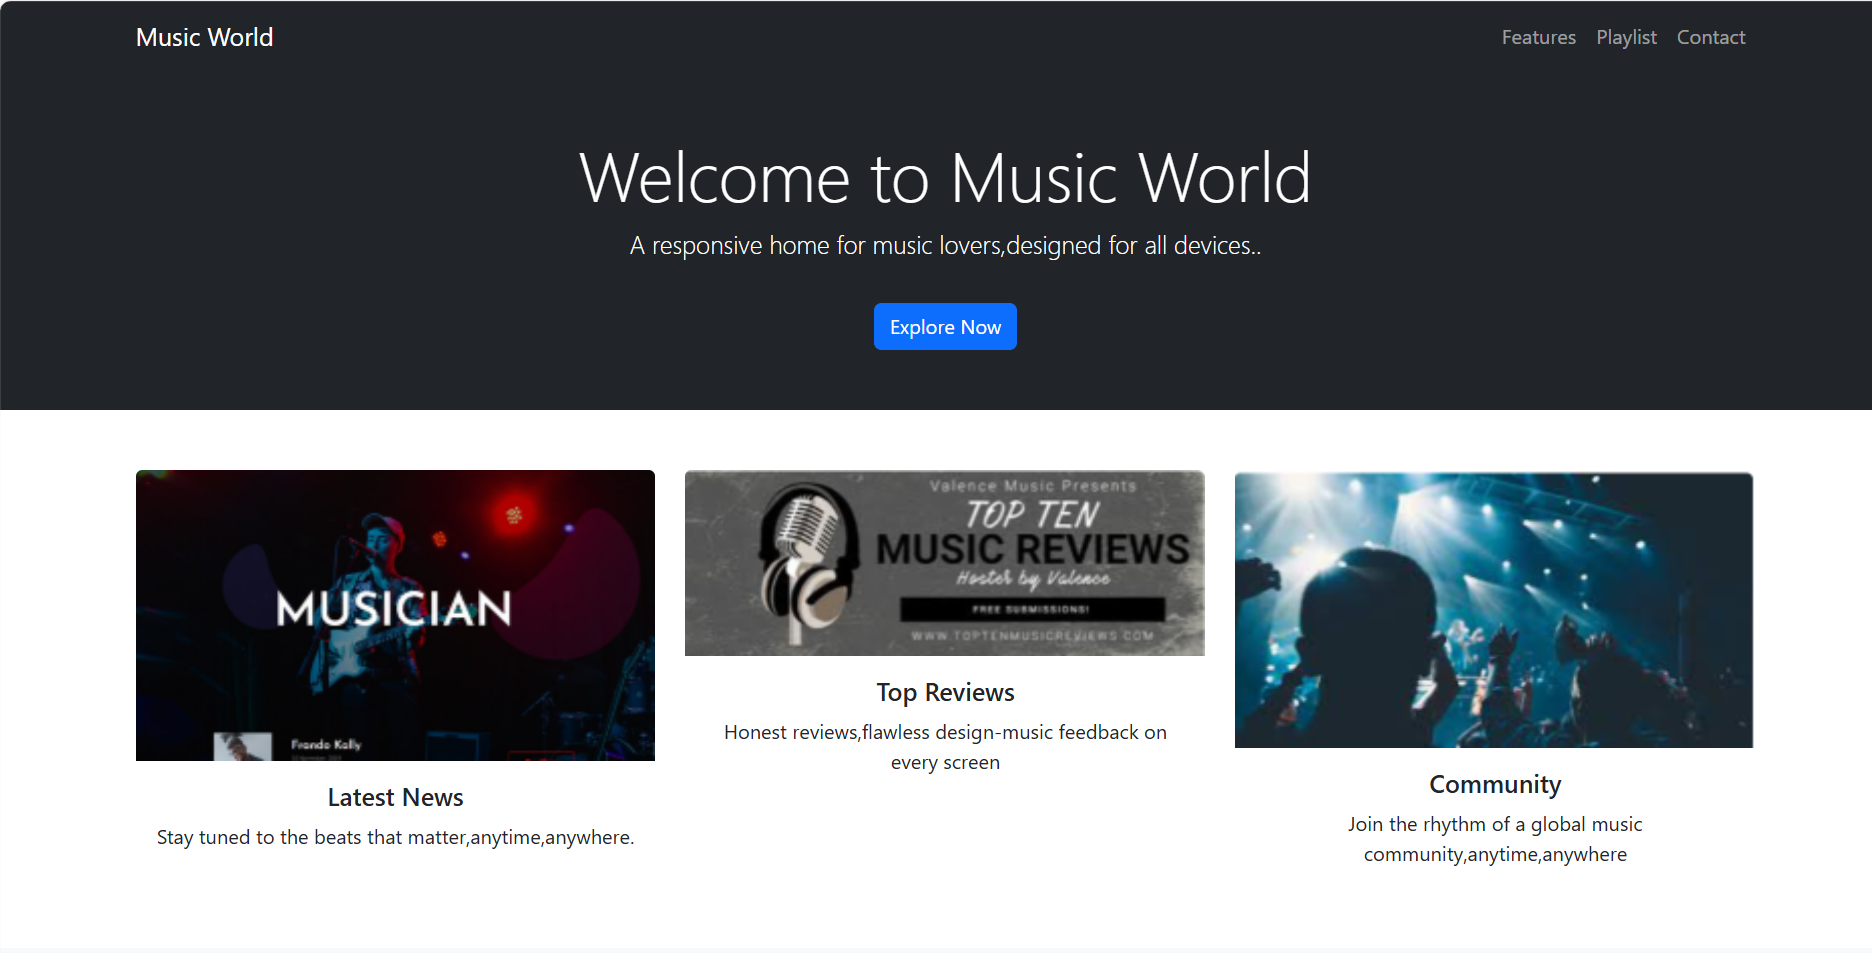 Music World
Features Playlist Contact
Welcome to Music World
A responsive home for music lovers,designed for all devices..
Explore Now
MUSICIAN
Frando Kally
Latest News
Stay tuned to the beats that matter,anytime,anywhere.
Valence Music Presents
TOP TEN
MUSIC REVIEWS
Hosted by Valence
FREE SUBMISSIONS!
WWW.TOPTENMUSICREVIEWS.COM
Top Reviews
Honest reviews,flawless design-music feedback on
every screen
Community
Join the rhythm of a global music
community,anytime,anywhere